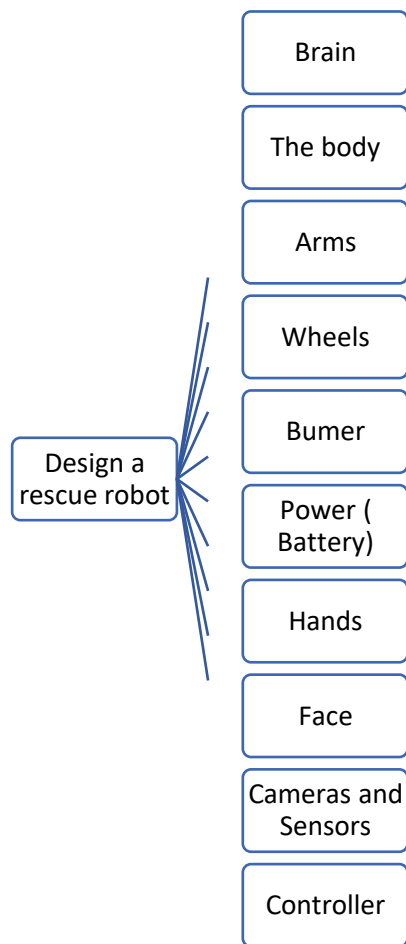 Brain
The body
Arms
Wheels
Bumer
Design a
rescue robot
Power (
Battery)
Hands
Face
Cameras and
Sensors
Controller